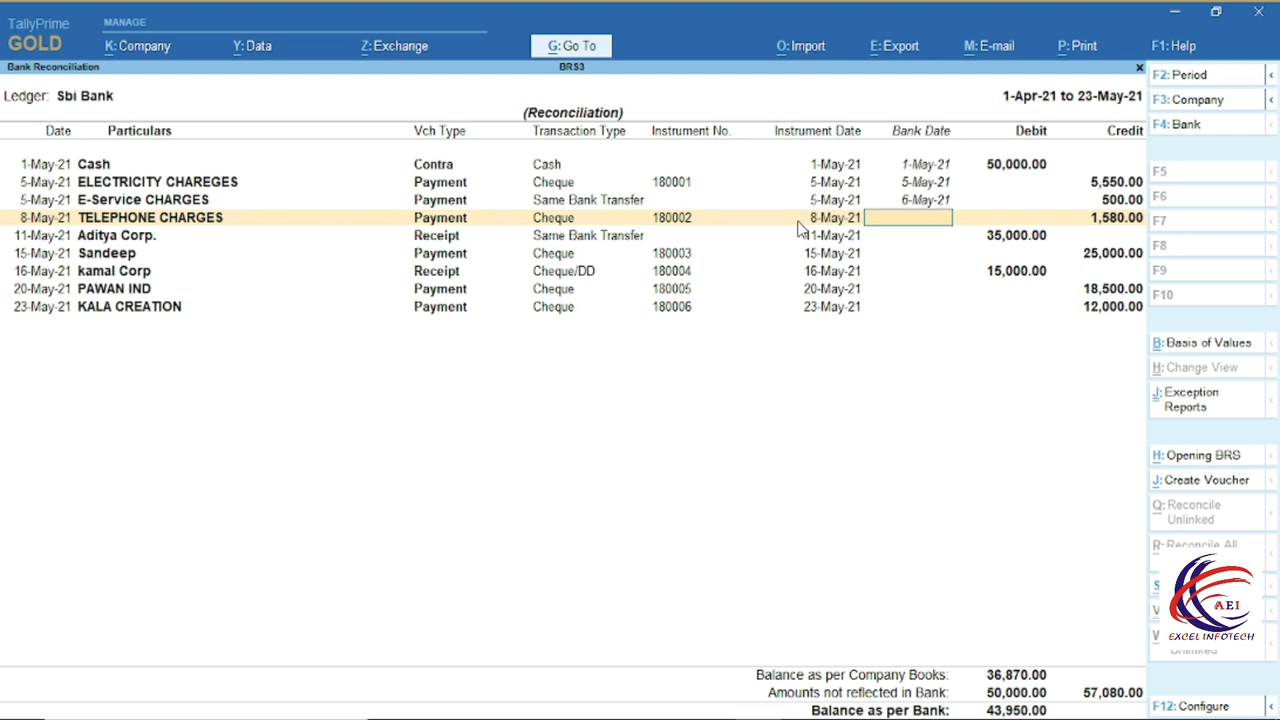 TallyPrime
GOLD
MANAGE
K: Company
Y: Data
Z: Exchange
G: Go To
O: Import
E: Export
M: E-mail
P: Print
F1: Help
Bank Reconciliation BRS3
Ledger: Sbi Bank 1-Apr-21 to 23-May-21
(Reconciliation)
Date Particulars Vch Type Transaction Type Instrument No. Instrument Date Bank Date Debit Credit
1-May-21 Cash Contra Cash 1-May-21 1-May-21 50,000.00
5-May-21 ELECTRICITY CHAREGES Payment Cheque 180001 5-May-21 5-May-21 5,550.00
5-May-21 E-Service CHARGES Payment Same Bank Transfer 5-May-21 6-May-21 500.00
8-May-21 TELEPHONE CHARGES Payment Cheque 180002 8-May-21 1,580.00
11-May-21 Aditya Corp. Receipt Same Bank Transfer 11-May-21 35,000.00
15-May-21 Sandeep Payment Cheque 180003 15-May-21 25,000.00
16-May-21 kamal Corp Receipt Cheque/DD 180004 16-May-21 15,000.00
20-May-21 PAWAN IND Payment Cheque 180005 20-May-21 18,500.00
23-May-21 KALA CREATION Payment Cheque 180006 23-May-21 12,000.00
Balance as per Company Books: 36,870.00
Amounts not reflected in Bank: 50,000.00 57,080.00
Balance as per Bank: 43,950.00
F2: Period
F3: Company
F4: Bank
F5
F6
F7
F8
F9
F10
B: Basis of Values
H: Change View
J: Exception
Reports
H: Opening BRS
J: Create Voucher
Q: Reconcile
Unlinked
R: Reconcile All
S
V
W
Unlinked
AEI
EXCEL INFOTECH
F12: Configure